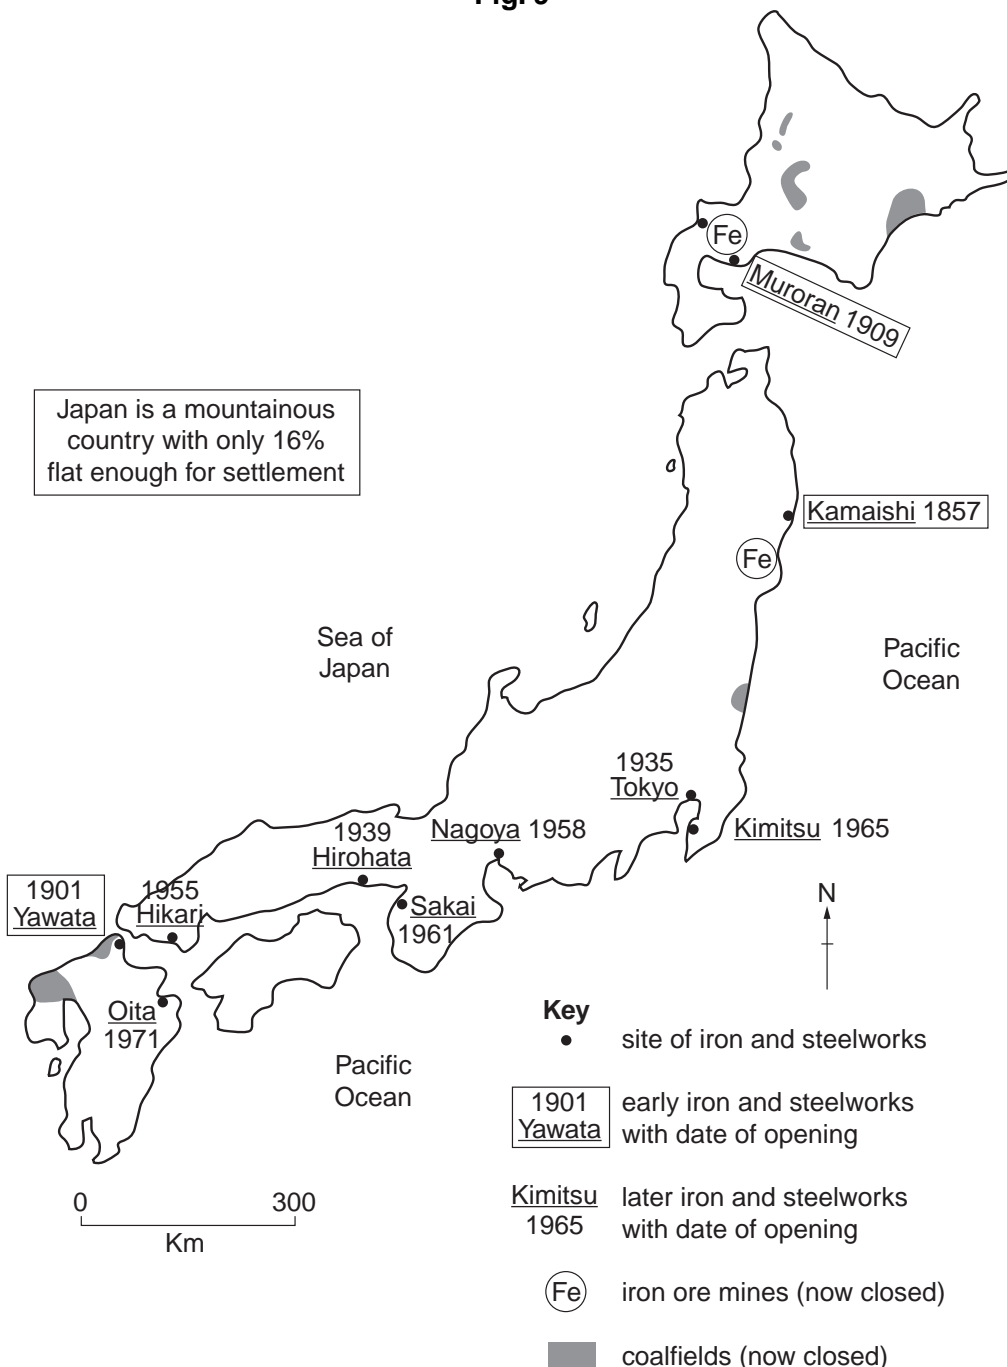 Fig. 3
Fe
Muroran 1909
Japan is a mountainous
country with only 16%
flat enough for settlement
Kamaishi 1857
Fe
Sea of
Japan
Pacific
Ocean
1935
Tokyo
Kimitsu 1965
Nagoya 1958
1939
Hirohata
Sakai
1961
1955
Hikari
1901
Yawata
Oita
1971
Pacific
Ocean
N
0 300
Km
Key
site of iron and steelworks
1901
Yawata
early iron and steelworks
with date of opening
Kimitsu
1965
later iron and steelworks
with date of opening
Fe iron ore mines (now closed)
coalfields (now closed)